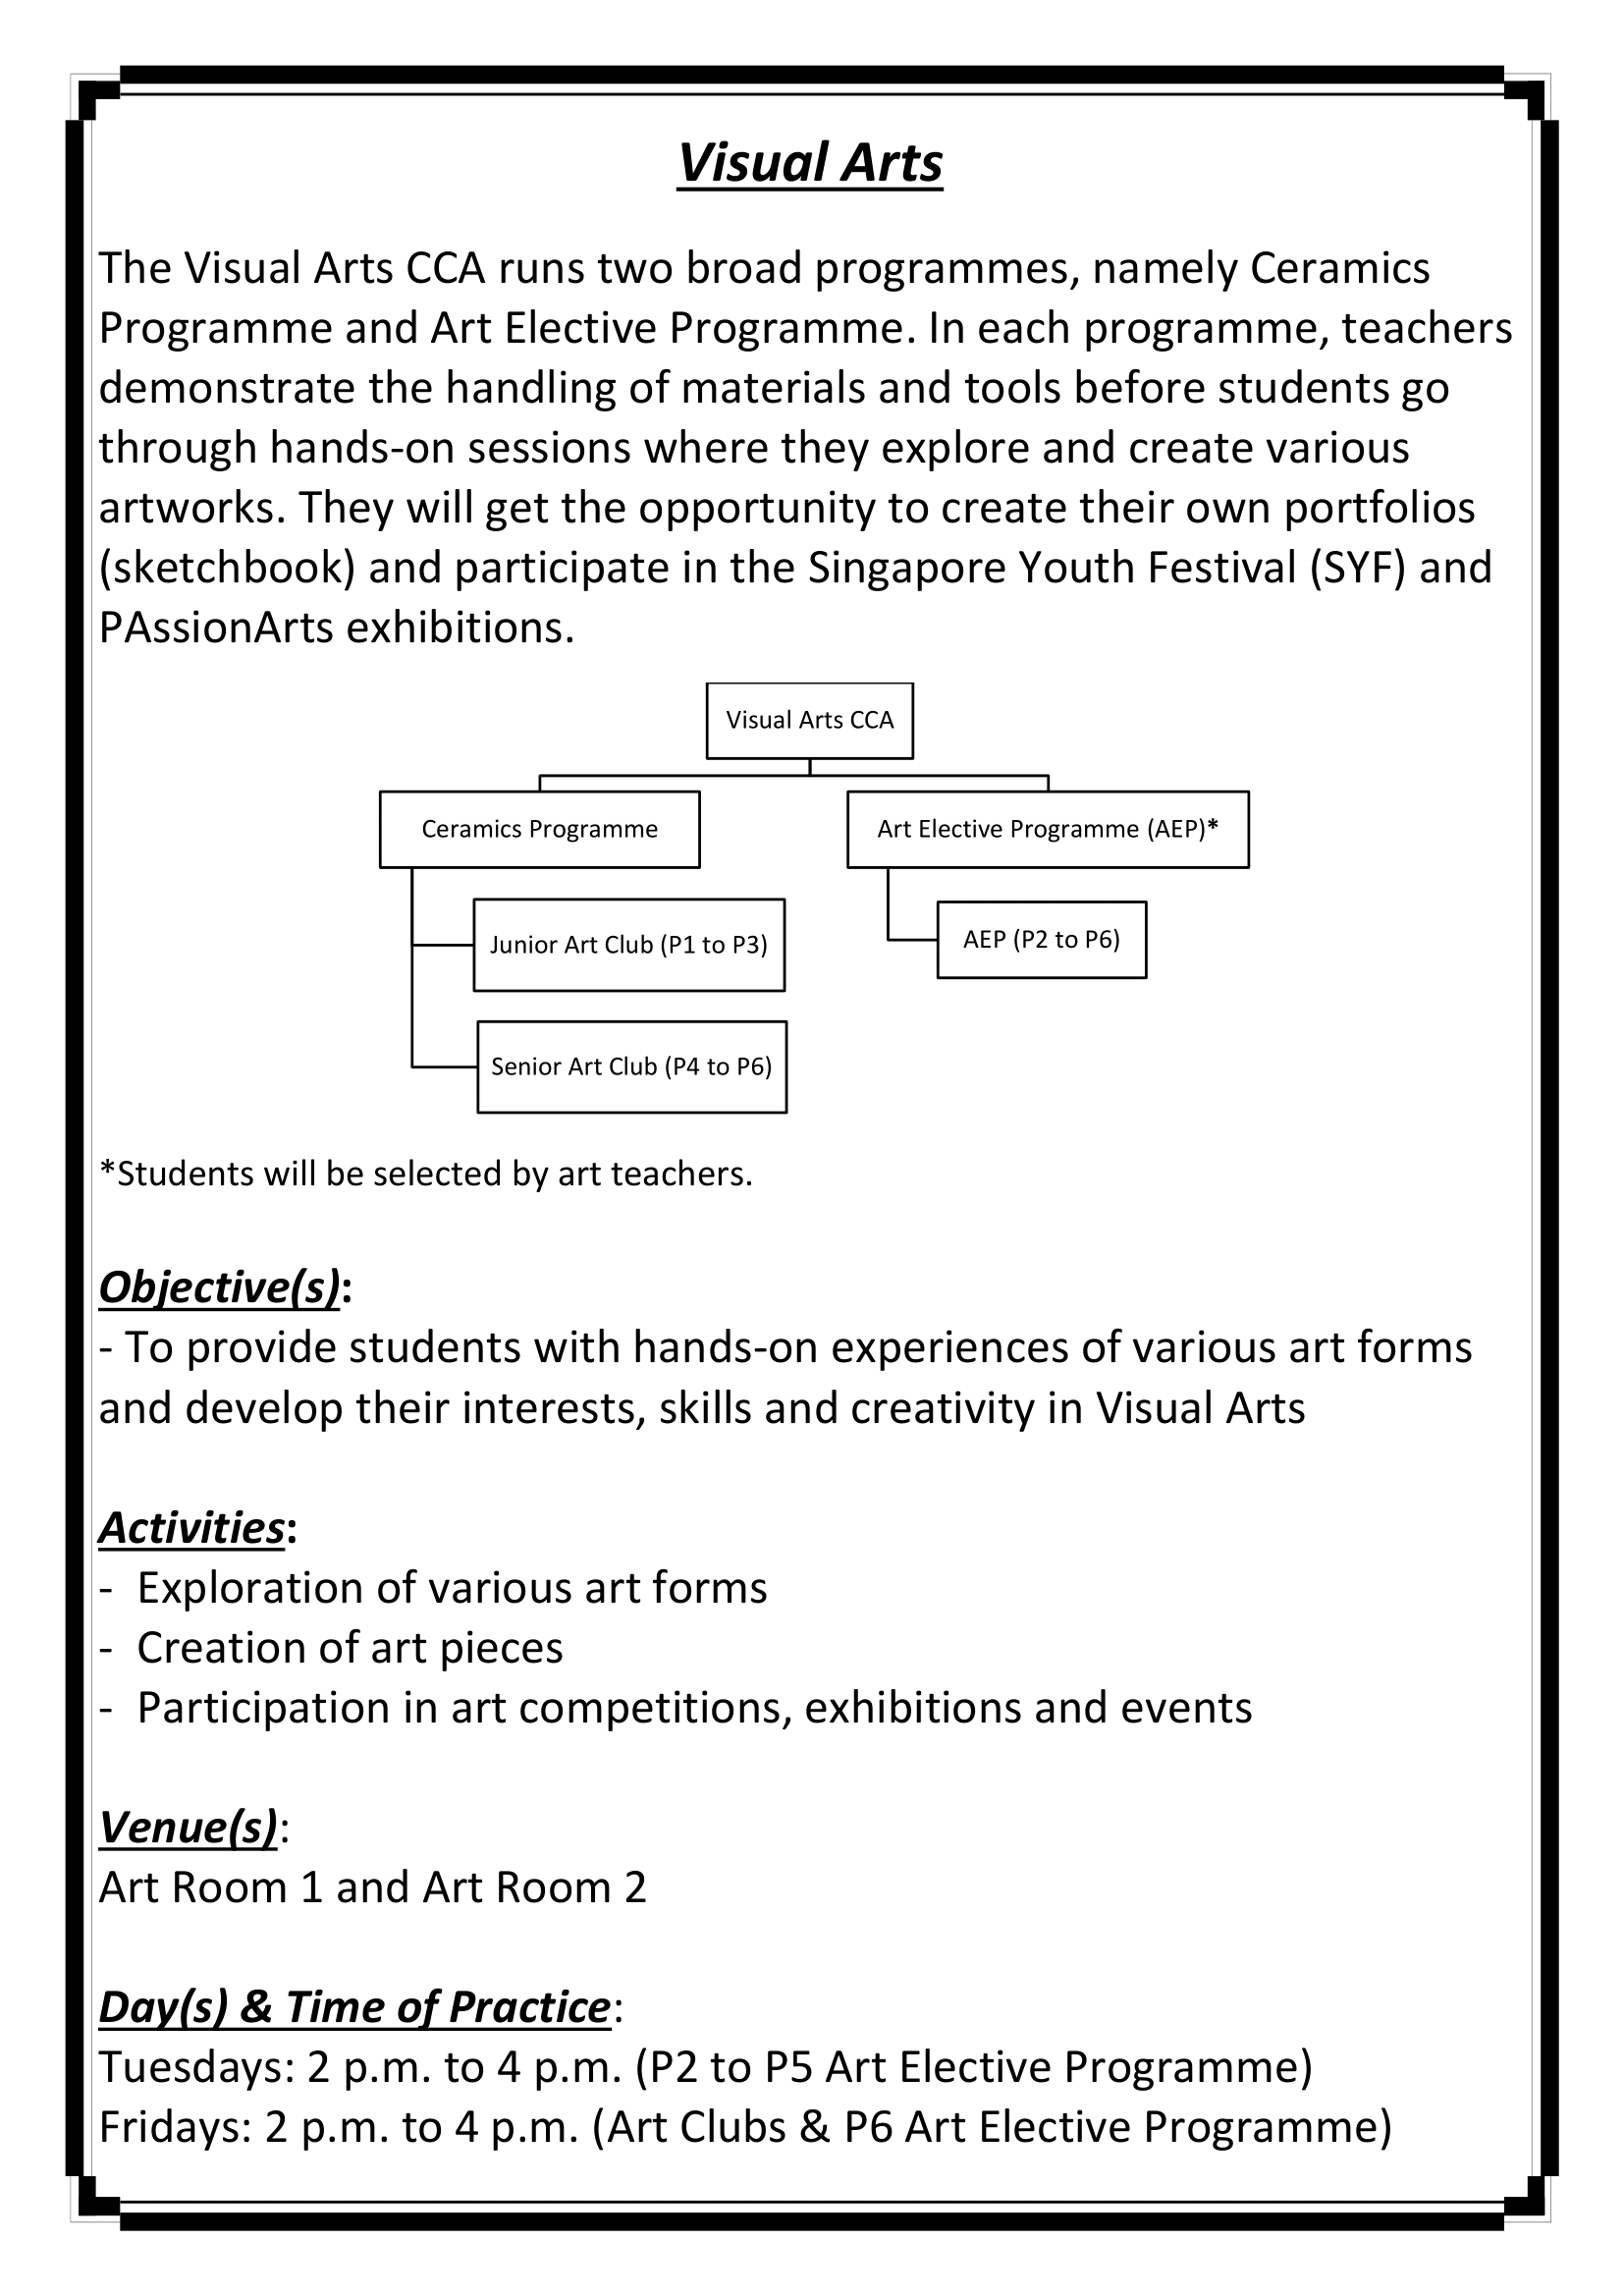 Visual Arts
The Visual Arts CCA runs two broad programmes, namely Ceramics
Programme and Art Elective Programme. In each programme, teachers
demonstrate the handling of materials and tools before students go
through hands-on sessions where they explore and create various
artworks. They will get the opportunity to create their own portfolios
(sketchbook) and participate in the Singapore Youth Festival (SYF) and
PAssionArts exhibitions.
Visual Arts CCA
Ceramics Programme
Art Elective Programme (AEP)*
Junior Art Club (P1 to P3)
AEP (P2 to P6)
Senior Art Club (P4 to P6)
*Students will be selected by art teachers.
Objective(s):
- To provide students with hands-on experiences of various art forms
and develop their interests, skills and creativity in Visual Arts
Activities:
- Exploration of various art forms
- Creation of art pieces
- Participation in art competitions, exhibitions and events
Venue(s):
Art Room 1 and Art Room 2
Day(s) & Time of Practice:
Tuesdays: 2 p.m. to 4 p.m. (P2 to P5 Art Elective Programme)
Fridays: 2 p.m. to 4 p.m. (Art Clubs & P6 Art Elective Programme)